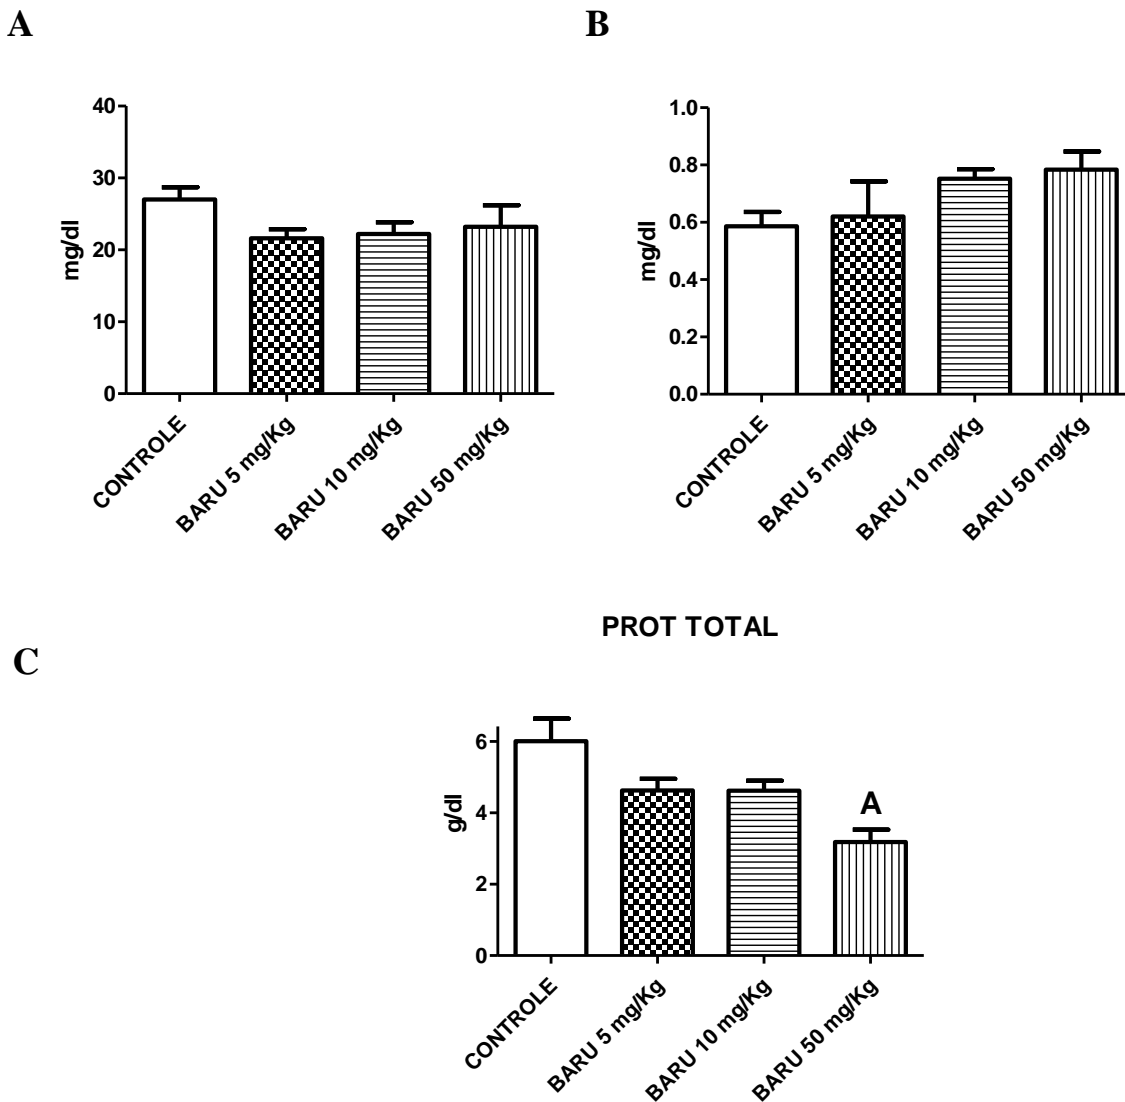 A
B
40
30
20
10
0
mg/dl
CONTROLE
BARU 5 mg/Kg
BARU 10 mg/Kg
BARU 50 mg/Kg
1.0
0.8
0.6
0.4
0.2
0.0
mg/dl
CONTROLE
BARU 5 mg/Kg
BARU 10 mg/Kg
BARU 50 mg/Kg
PROT TOTAL
C
6
4
2
0
g/dl
A
CONTROLE
BARU 5 mg/Kg
BARU 10 mg/Kg
BARU 50 mg/Kg